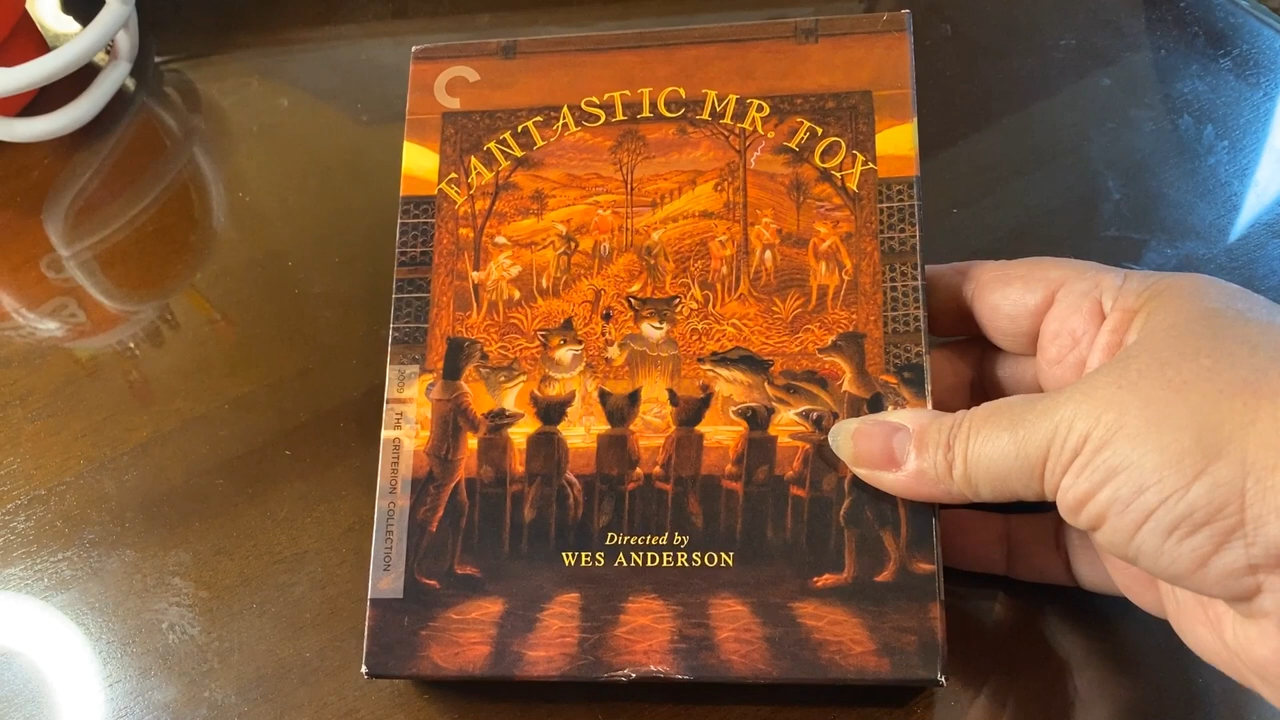 FANTASTIC MR. FOX
2009
THE CRITERION COLLECTION
Directed by
WES ANDERSON